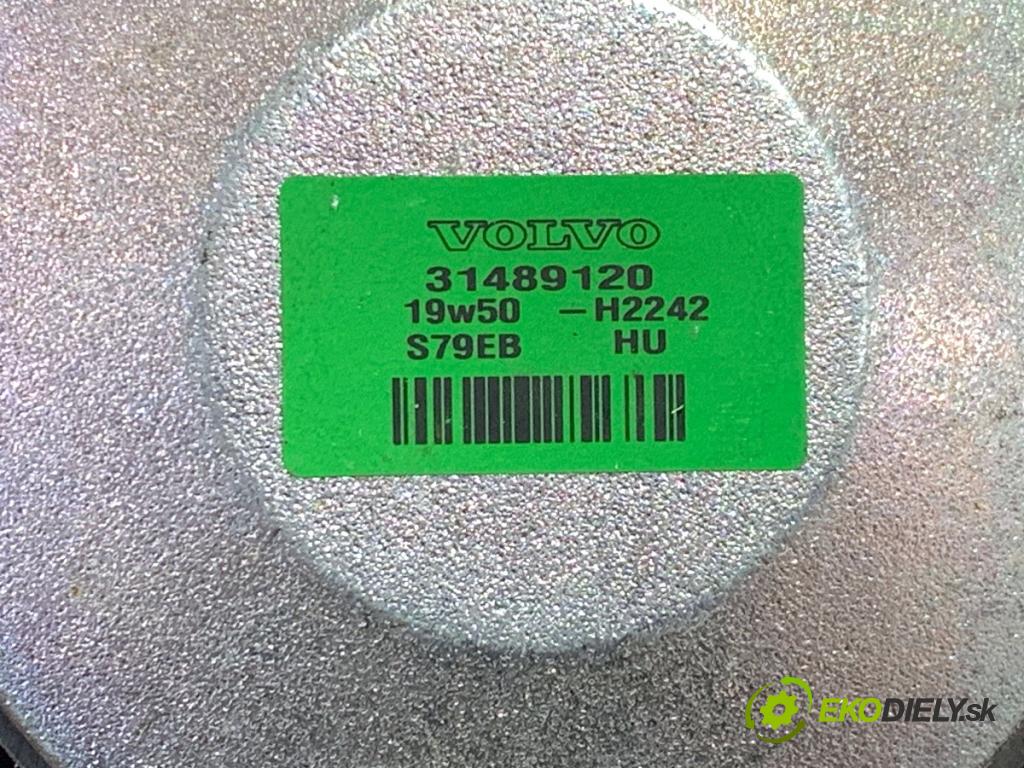 VOLVO
31489120
19w50 -H2242
S79EB HU
EKODIELY.sk